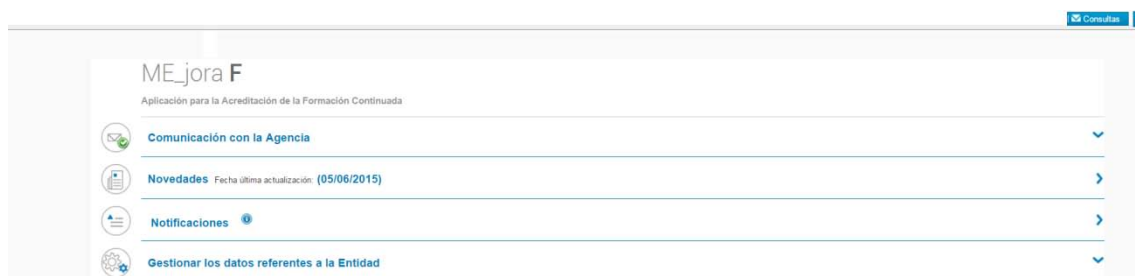 Consultas
ME_jora F
Aplicación para la Acreditación de la Formación Continuada
Comunicación con la Agencia
Novedades Fecha última actualización: (05/06/2015)
Notificaciones
Gestionar los datos referentes a la Entidad